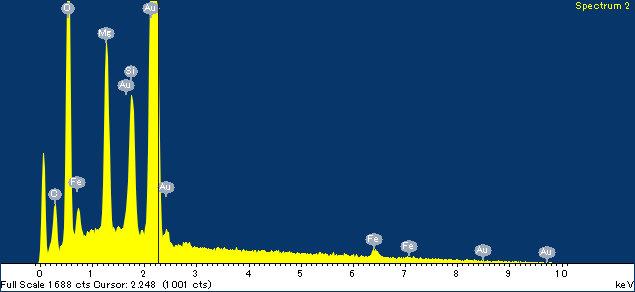 Spectrum 2
O Au
Mg
Si
Au
Fe Au
C
Fe Fe Au Au
0 1 2 3 4 5 6 7 8 9 10
Full Scale 1688 cts Cursor: 2.248 (1001 cts) keV